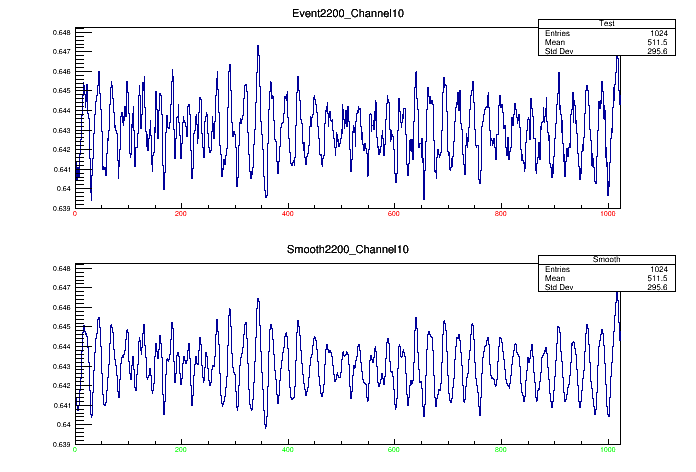 Event2200_Channel10
Test
Entries 1024
Mean 511.5
Std Dev 295.6
0.648
0.647
0.646
0.645
0.644
0.643
0.642
0.641
0.64
0.639
0 200 400 600 800 1000
Smooth2200_Channel10
Smooth
Entries 1024
Mean 511.5
Std Dev 295.6
0.648
0.647
0.646
0.645
0.644
0.643
0.642
0.641
0.64
0.639
0 200 400 600 800 1000